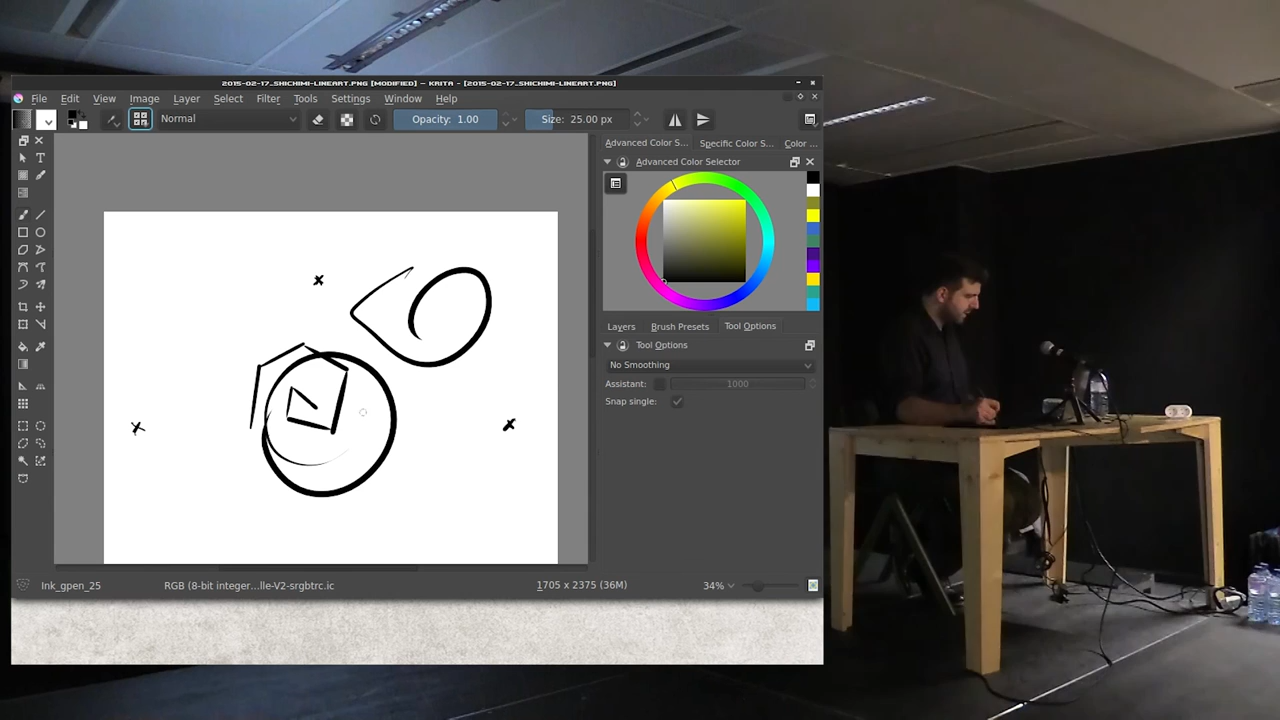 2015-02-17_SHICHIMI-LINEART.PNG [MODIFIED] – KRITA - [2015-02-17_SHICHIMI-LINEART.PNG]
File Edit View Image Layer Select Filter Tools Settings Window Help
Normal Opacity: 1.00 Size: 25.00 px
Advanced Color S... Specific Color S... Color ...
Advanced Color Selector
Layers Brush Presets Tool Options
Tool Options
No Smoothing
Assistant: 1000
Snap single:
Ink_gpen_25 RGB (8-bit integer...lle-V2-srgbtrc.ic 1705 x 2375 (36M) 34%